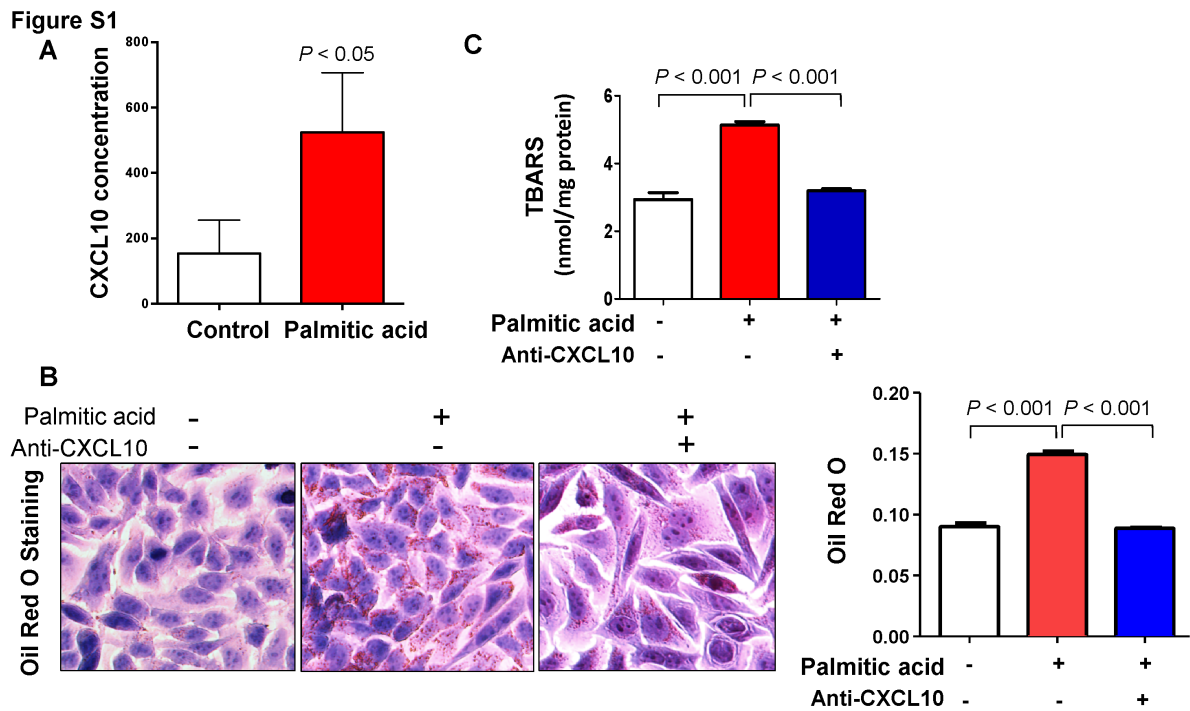 Figure S1
A
CXCL10 concentration
800
600
400
200
0
P < 0.05
Control Palmitic acid
C
TBARS
(nmol/mg protein)
6
4
2
0
P < 0.001 P < 0.001
Palmitic acid - + +
Anti-CXCL10 - - +
B
Palmitic acid - + +
Anti-CXCL10 - - +
Oil Red O Staining
Oil Red O
0.20
0.15
0.10
0.05
0.00
P < 0.001 P < 0.001
Palmitic acid - + +
Anti-CXCL10 - - +